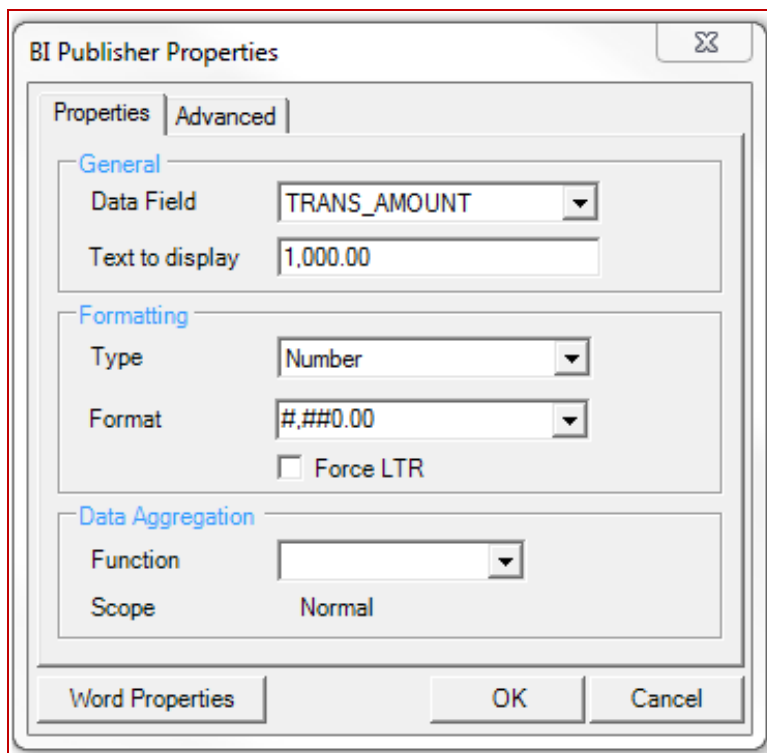 BI Publisher Properties
Properties Advanced
General
Data Field TRANS_AMOUNT
Text to display 1,000.00
Formatting
Type Number
Format #,##0.00
Force LTR
Data Aggregation
Function
Scope Normal
Word Properties OK Cancel